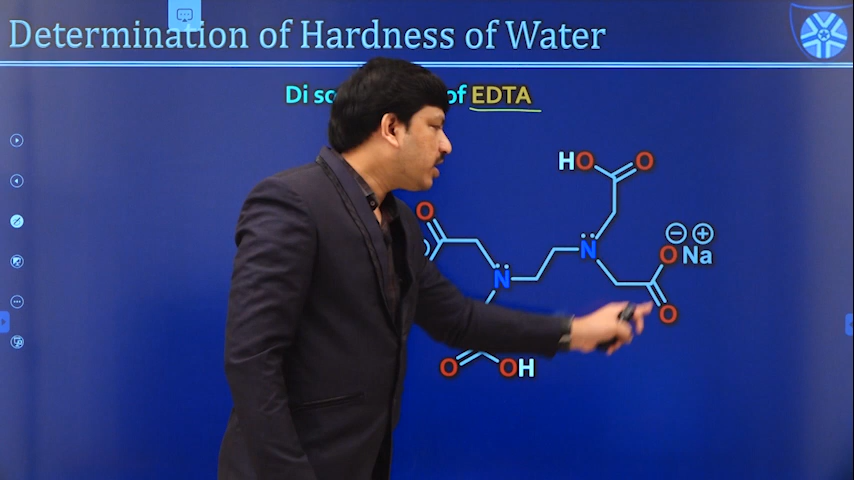 Determination of Hardness of Water
Di of EDTA
HO O
O
N
O Na
N
O
O OH